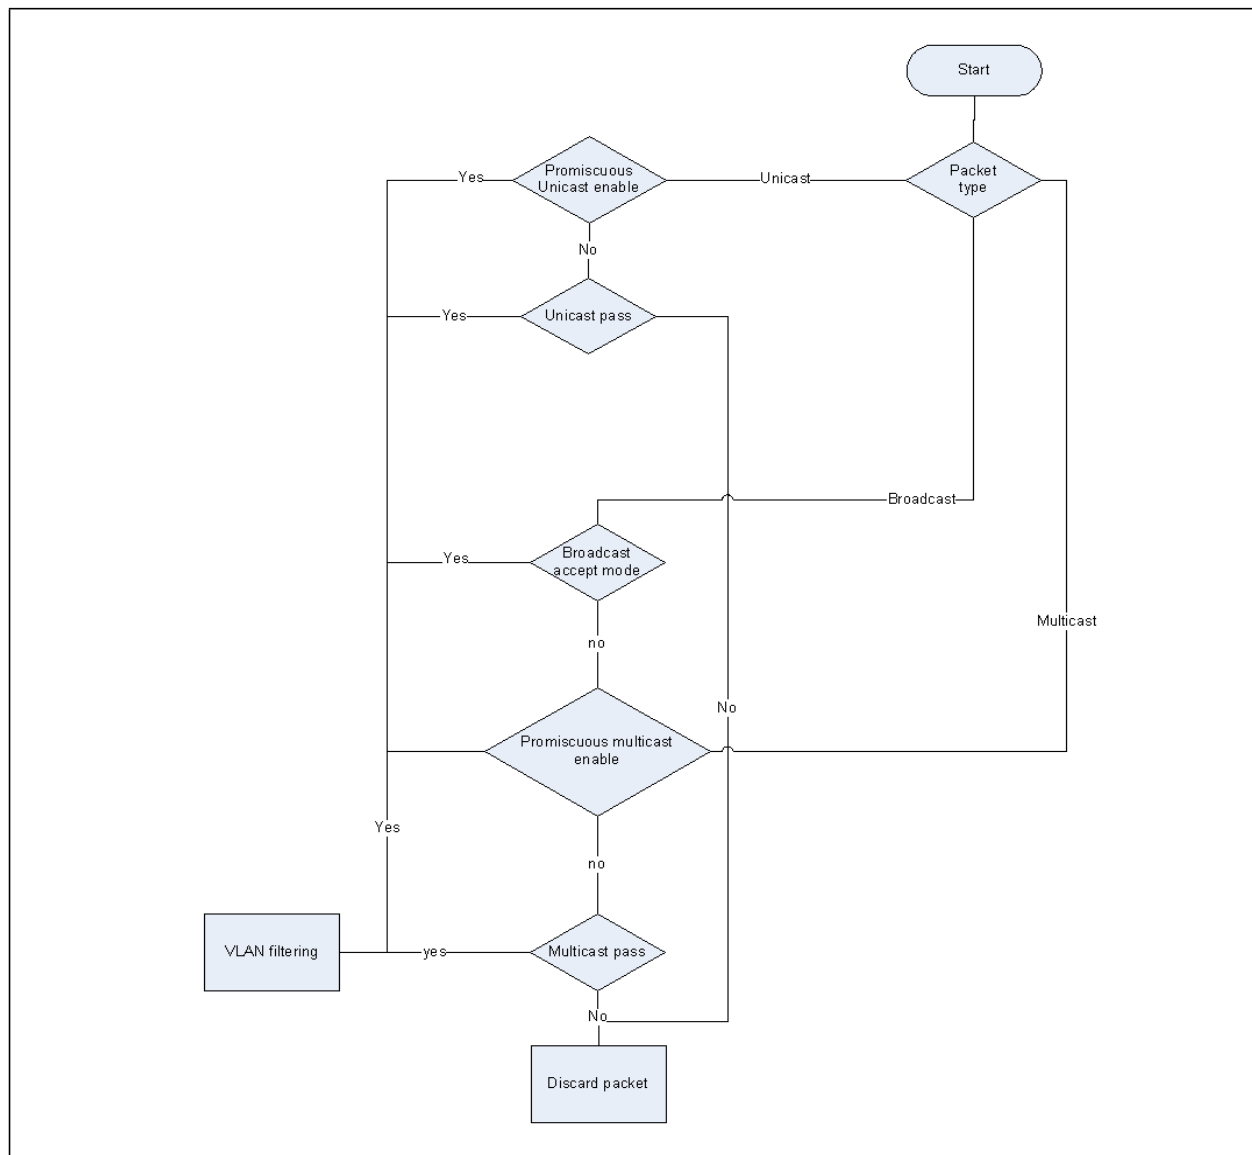 Start
Packet
type
Unicast
Promiscuous
Unicast enable
Yes
No
Unicast pass
Yes
Broadcast
Broadcast
accept mode
Yes
no
Multicast
No
Promiscuous multicast
enable
Yes
no
Multicast pass
yes
VLAN filtering
No
Discard packet